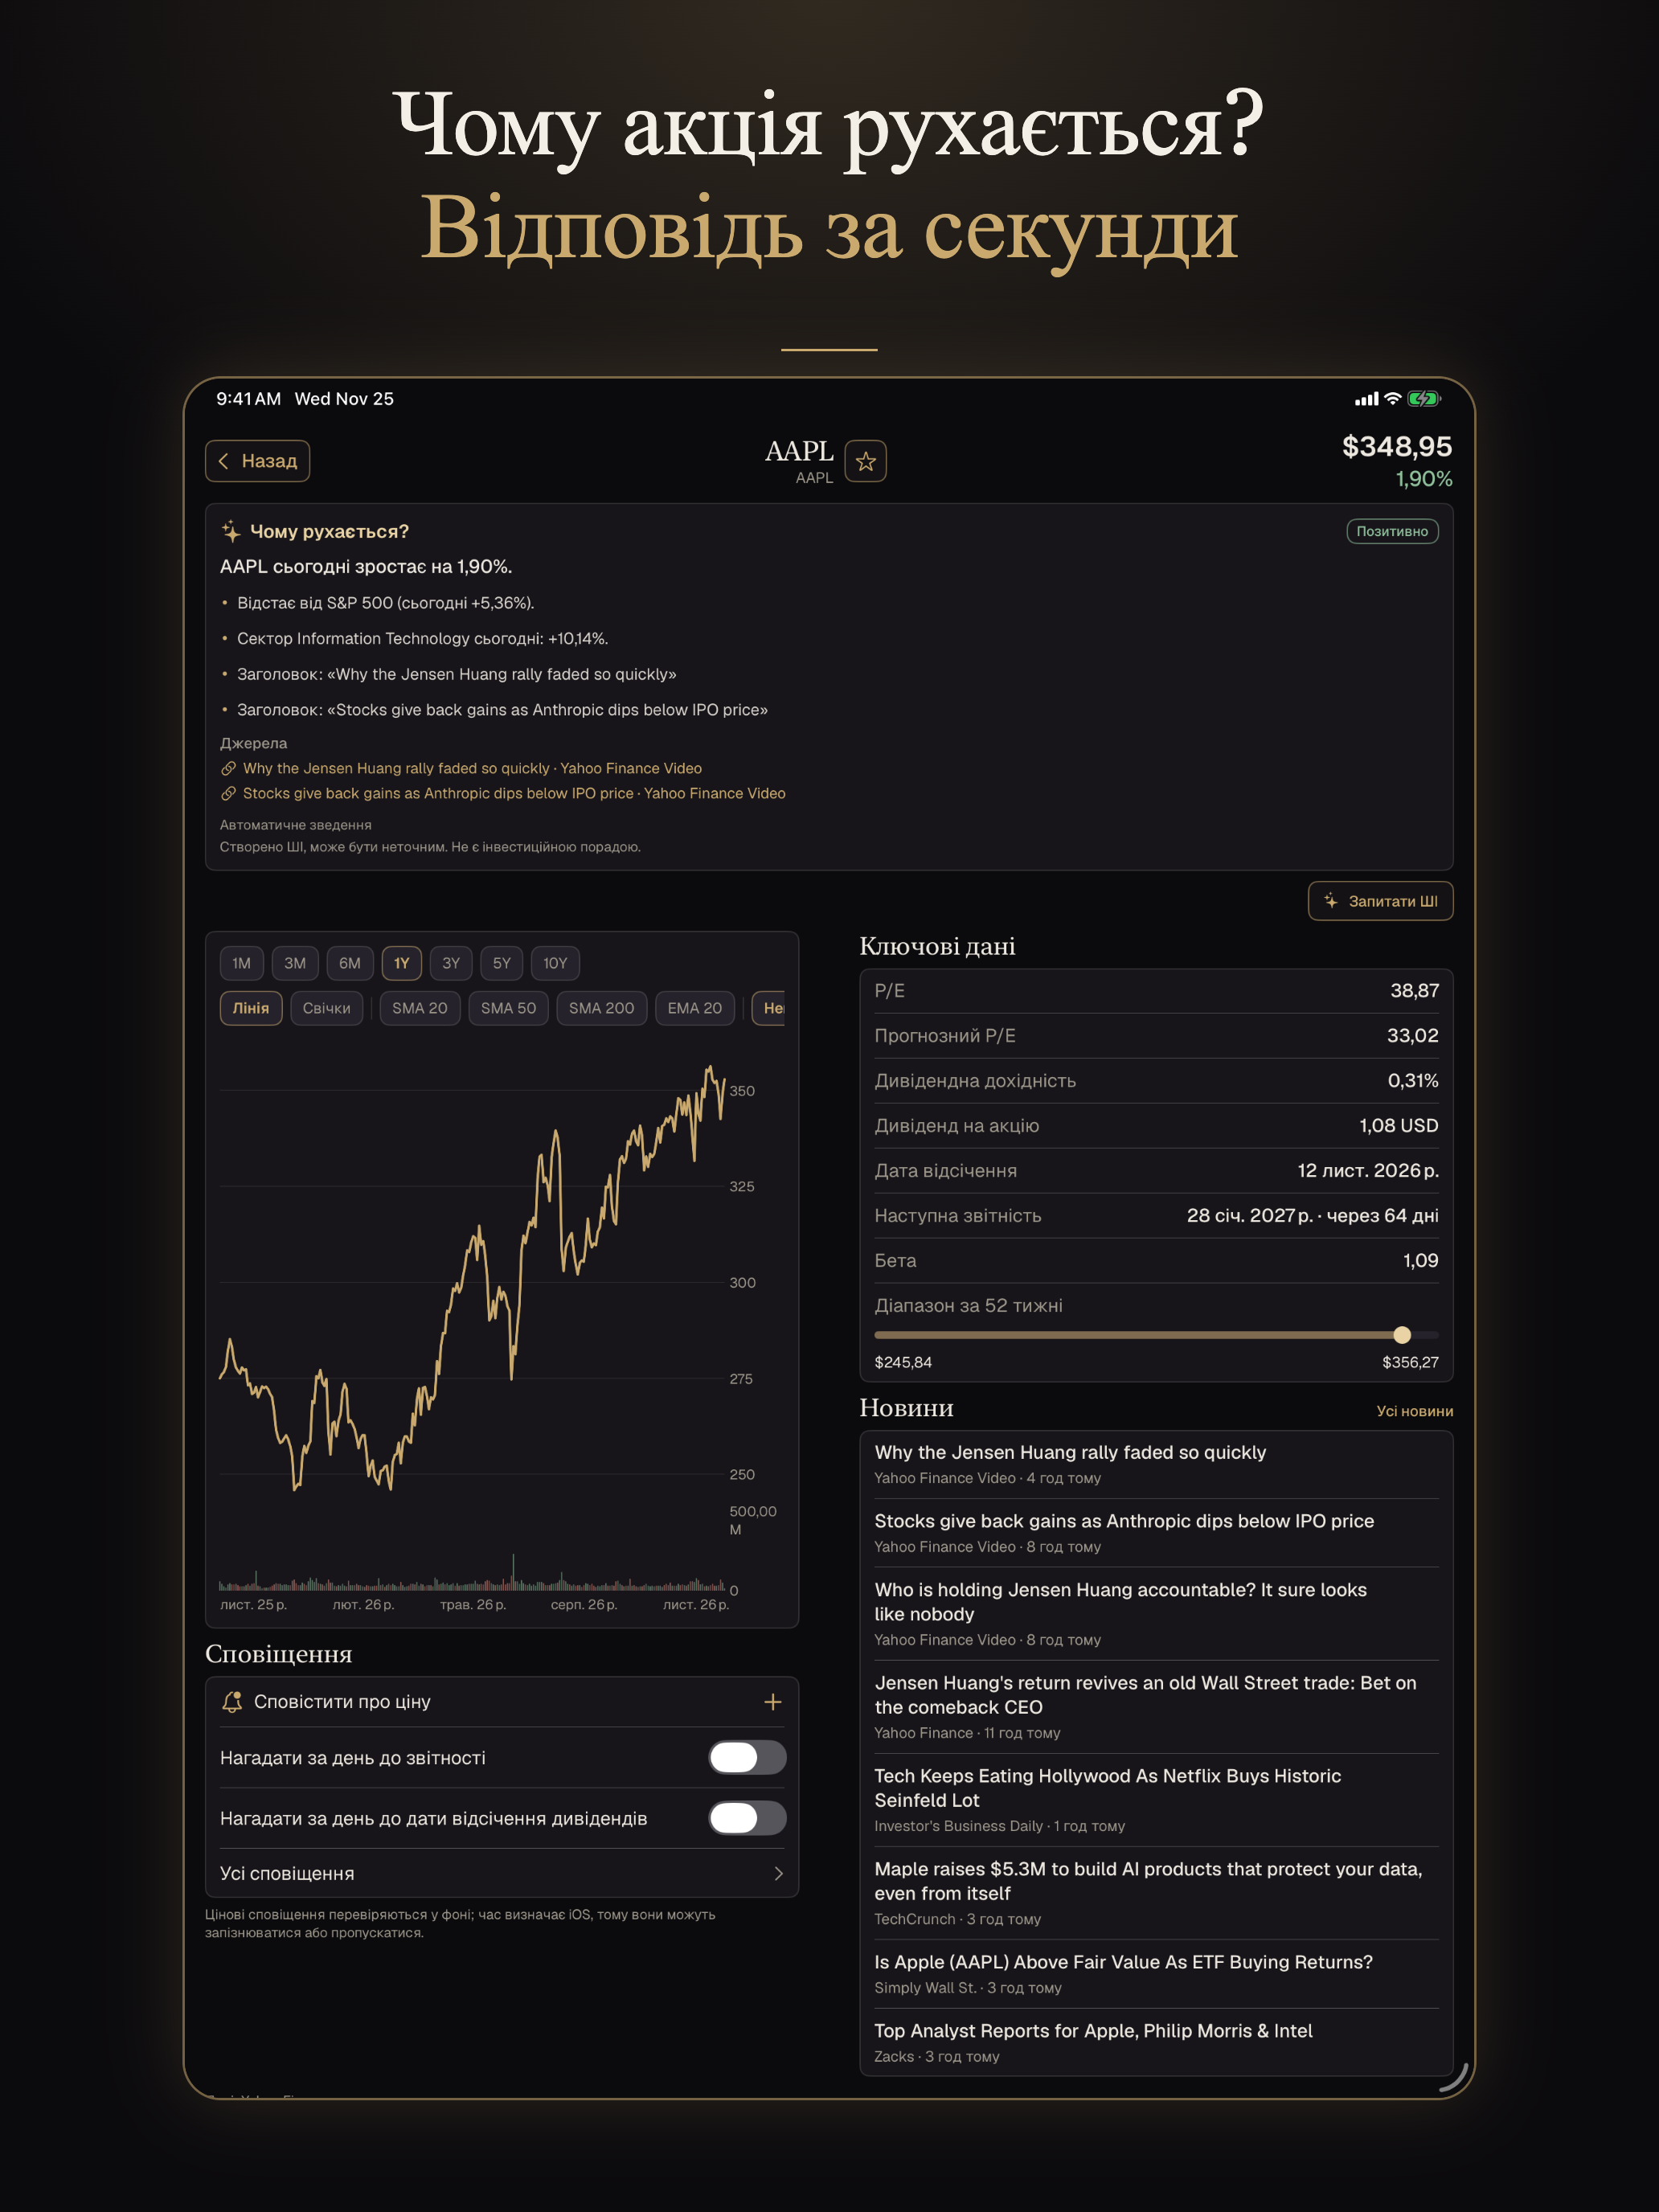 Чому акція рухається?
Відповідь за секунди
9:41 AM Wed Nov 25
Назад
AAPL
AAPL
$348,95
1,90%
Чому рухається?
Позитивно
AAPL сьогодні зростає на 1,90%.
• Відстає від S&P 500 (сьогодні +5,36%).
• Сектор Information Technology сьогодні: +10,14%.
• Заголовок: «Why the Jensen Huang rally faded so quickly»
• Заголовок: «Stocks give back gains as Anthropic dips below IPO price»
Джерела
Why the Jensen Huang rally faded so quickly · Yahoo Finance Video
Stocks give back gains as Anthropic dips below IPO price · Yahoo Finance Video
Автоматичне зведення
Створено ШІ, може бути неточним. Не є інвестиційною порадою.
Запитати ШІ
1M 3M 6M 1Y 3Y 5Y 10Y
Лінія Свічки SMA 20 SMA 50 SMA 200 EMA 20
350
325
300
275
250
500,00
M
0
лист. 25 р. лют. 26 р. трав. 26 р. серп. 26 р. лист. 26 р.
Сповіщення
Сповістити про ціну
Нагадати за день до звітності
Нагадати за день до дати відсічення дивідендів
Усі сповіщення
Цінові сповіщення перевіряються у фоні; час визначає iOS, тому вони можуть
запізнюватися або пропускатися.
Ключові дані
P/E 38,87
Прогнозний P/E 33,02
Дивідендна дохідність 0,31%
Дивіденд на акцію 1,08 USD
Дата відсічення 12 лист. 2026 р.
Наступна звітність 28 січ. 2027 р. · через 64 дні
Бета 1,09
Діапазон за 52 тижні
$245,84 $356,27
Новини
Усі новини
Why the Jensen Huang rally faded so quickly
Yahoo Finance Video · 4 год тому
Stocks give back gains as Anthropic dips below IPO price
Yahoo Finance Video · 8 год тому
Who is holding Jensen Huang accountable? It sure looks
like nobody
Yahoo Finance Video · 8 год тому
Jensen Huang's return revives an old Wall Street trade: Bet on
the comeback CEO
Yahoo Finance · 11 год тому
Tech Keeps Eating Hollywood As Netflix Buys Historic
Seinfeld Lot
Investor's Business Daily · 1 год тому
Maple raises $5.3M to build AI products that protect your data,
even from itself
TechCrunch · 3 год тому
Is Apple (AAPL) Above Fair Value As ETF Buying Returns?
Simply Wall St. · 3 год тому
Top Analyst Reports for Apple, Philip Morris & Intel
Zacks · 3 год тому